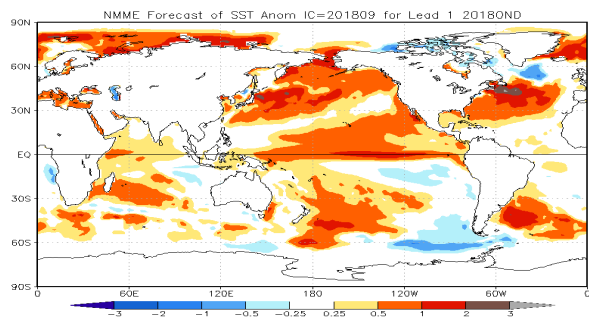 NMME Forecast of SST Anom IC=201809 for Lead 1 2018OND
90N
60N
30N
EQ
30S
60S
90S
0 60E 120E 180 120W 60W 0
-3 -2 -1 -0.5 -0.25 0.25 0.5 1 2 3